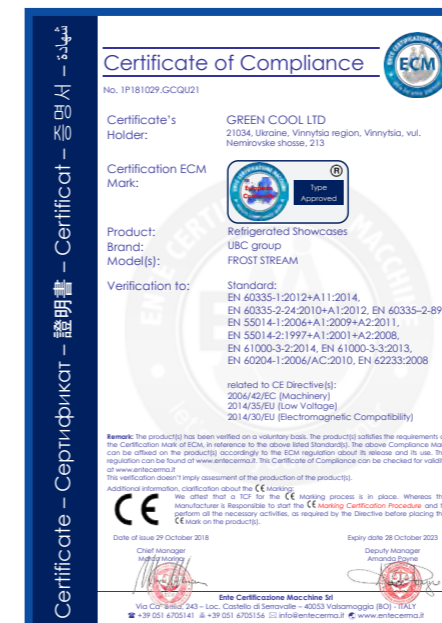 Certificate – Сертификат – 證明書 – Certificat – 증명서 – شهادة –
Certificate of Compliance
ECM
No. 1P181029.GCQU21
Certificate's Holder:
GREEN COOL LTD
21034, Ukraine, Vinnytsia region, Vinnytsia, vul.
Nemirovske shosse, 213
Certification ECM
Mark:
®
Type
Approved
Product: Refrigerated Showcases
Brand: UBC group
Model(s): FROST STREAM
Verification to: Standard:
EN 60335-1:2012+A11:2014,
EN 60335-2-24:2010+A1:2012, EN 60335–2-89
EN 55014-1:2006+A1:2009+A2:2011,
EN 55014-2:1997+A1:2001+A2:2008,
EN 61000-3-2:2014, EN 61000-3-3:2013,
EN 60204-1:2006/AC:2010, EN 62233:2008
related to CE Directive(s):
2006/42/EC (Machinery)
2014/35/EU (Low Voltage)
2014/30/EU (Electromagnetic Compatibility)
Remark: The product(s) has been verified on a voluntary basis. The product(s) satisfies the requirements
the Certification Mark of ECM, in reference to the above listed Standard(s). The above Compliance
can be affixed on the product(s) accordingly to the ECM regulation about its release and its use.
regulation can be found at www.entecerma.it. This Certificate of Compliance can be checked for
at www.entecerma.it
This verification doesn't imply assessment of the production of the product(s).
Additional information, clarification about the CE Marking:
CE
We attest that a TCF for the CE Marking process is in place. Whereas
Manufacturer is Responsible to start the CE Marking Certification Procedure and
perform all the necessary activities, as required by the Directive before placing
CE Mark on the product(s).
Date of issue 29 October 2018
Expiry date 28 October 2023
Chief Manager
Deputy Manager
Amanda Payne
Ente Certificazione Macchine Srl
Via 243 – Loc. Castello di Serravalle – 40053 Valsamoggia (BO) - ITALY
☎ +39 051 6705141 +39 051 6705156 info@entecerma.it www.entecerma.it